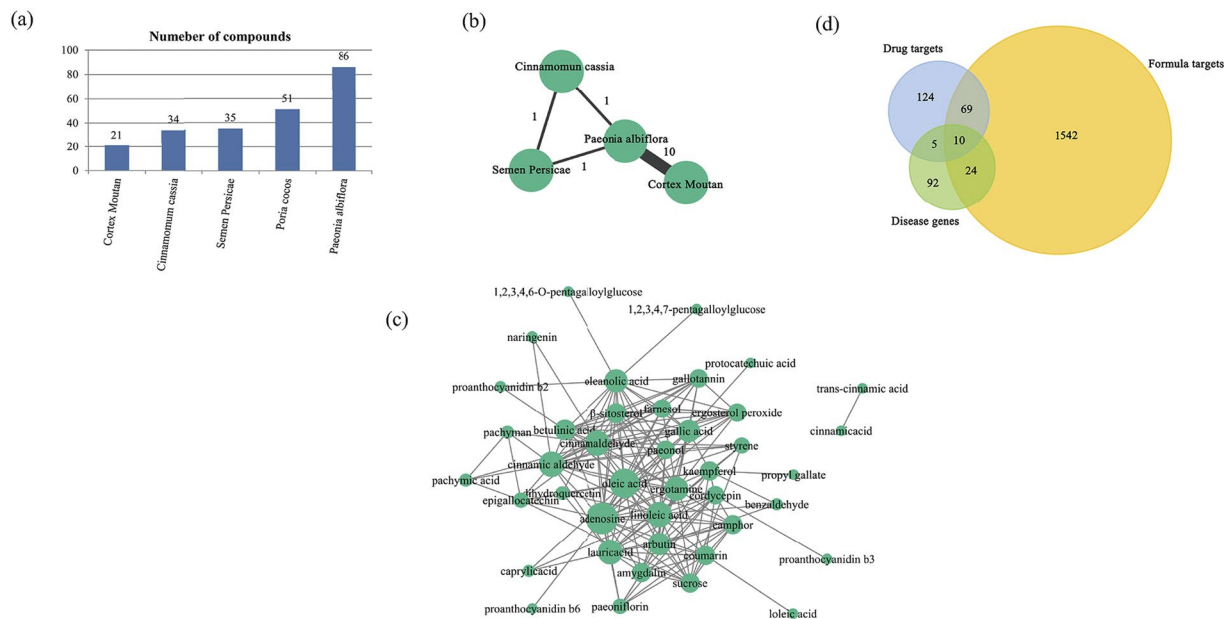 (a)
Numeber of compounds
100
80
60
40
20
0
21
34
35
51
86
Cortex Moutan
Cinnamomum cassia
Semen Persicae
Poria cocos
Paeonia albiflora
(b)
Cinnamomun cassia
1
1
Paeonia albiflora
10
Semen Persicae
1
Cortex Moutan
(d)
Drug targets
Formula targets
124
69
5
10
1542
92
24
Disease genes
(c)
1,2,3,4,6-O-pentagalloylglucose
1,2,3,4,7-pentagalloylglucose
naringenin
protocatechuic acid
oleanolic acid
gallotannin
trans-cinnamic acid
proanthocyanidin b2
β-sitosterol
farnesol
ergosterol peroxide
pachyman
betulinic acid
gallic acid
cinnamicacid
cinnamaldehyde
paeonol
styrene
cinnamic aldehyde
kaempferol
propyl gallate
pachymic acid
oleic acid
ergotamine
epigallocatechin
lihydroquercetin
cordycepin
benzaldehyde
adenosine
linoleic acid
camphor
lauricacid
arbutin
coumarin
proanthocyanidin b3
caprylicacid
amygdalin
sucrose
proanthocyanidin b6
paeoniflorin
loleic acid